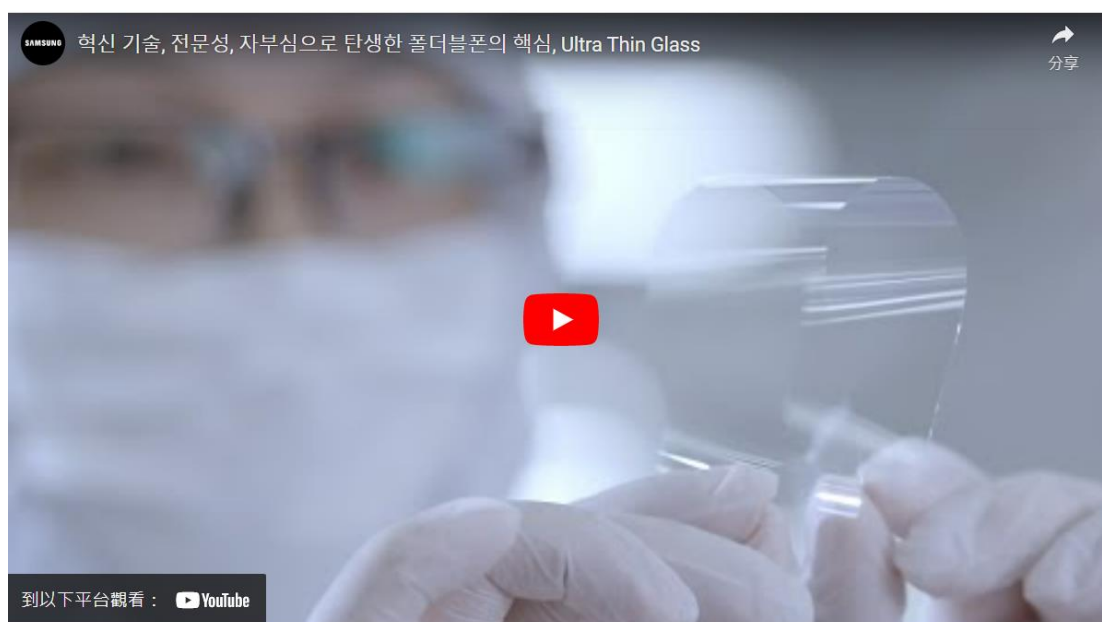 SAMSUNG
혁신 기술, 전문성, 자부심으로 탄생한 폴더블폰의 핵심, Ultra Thin Glass
分享
到以下平台觀看： YouTube